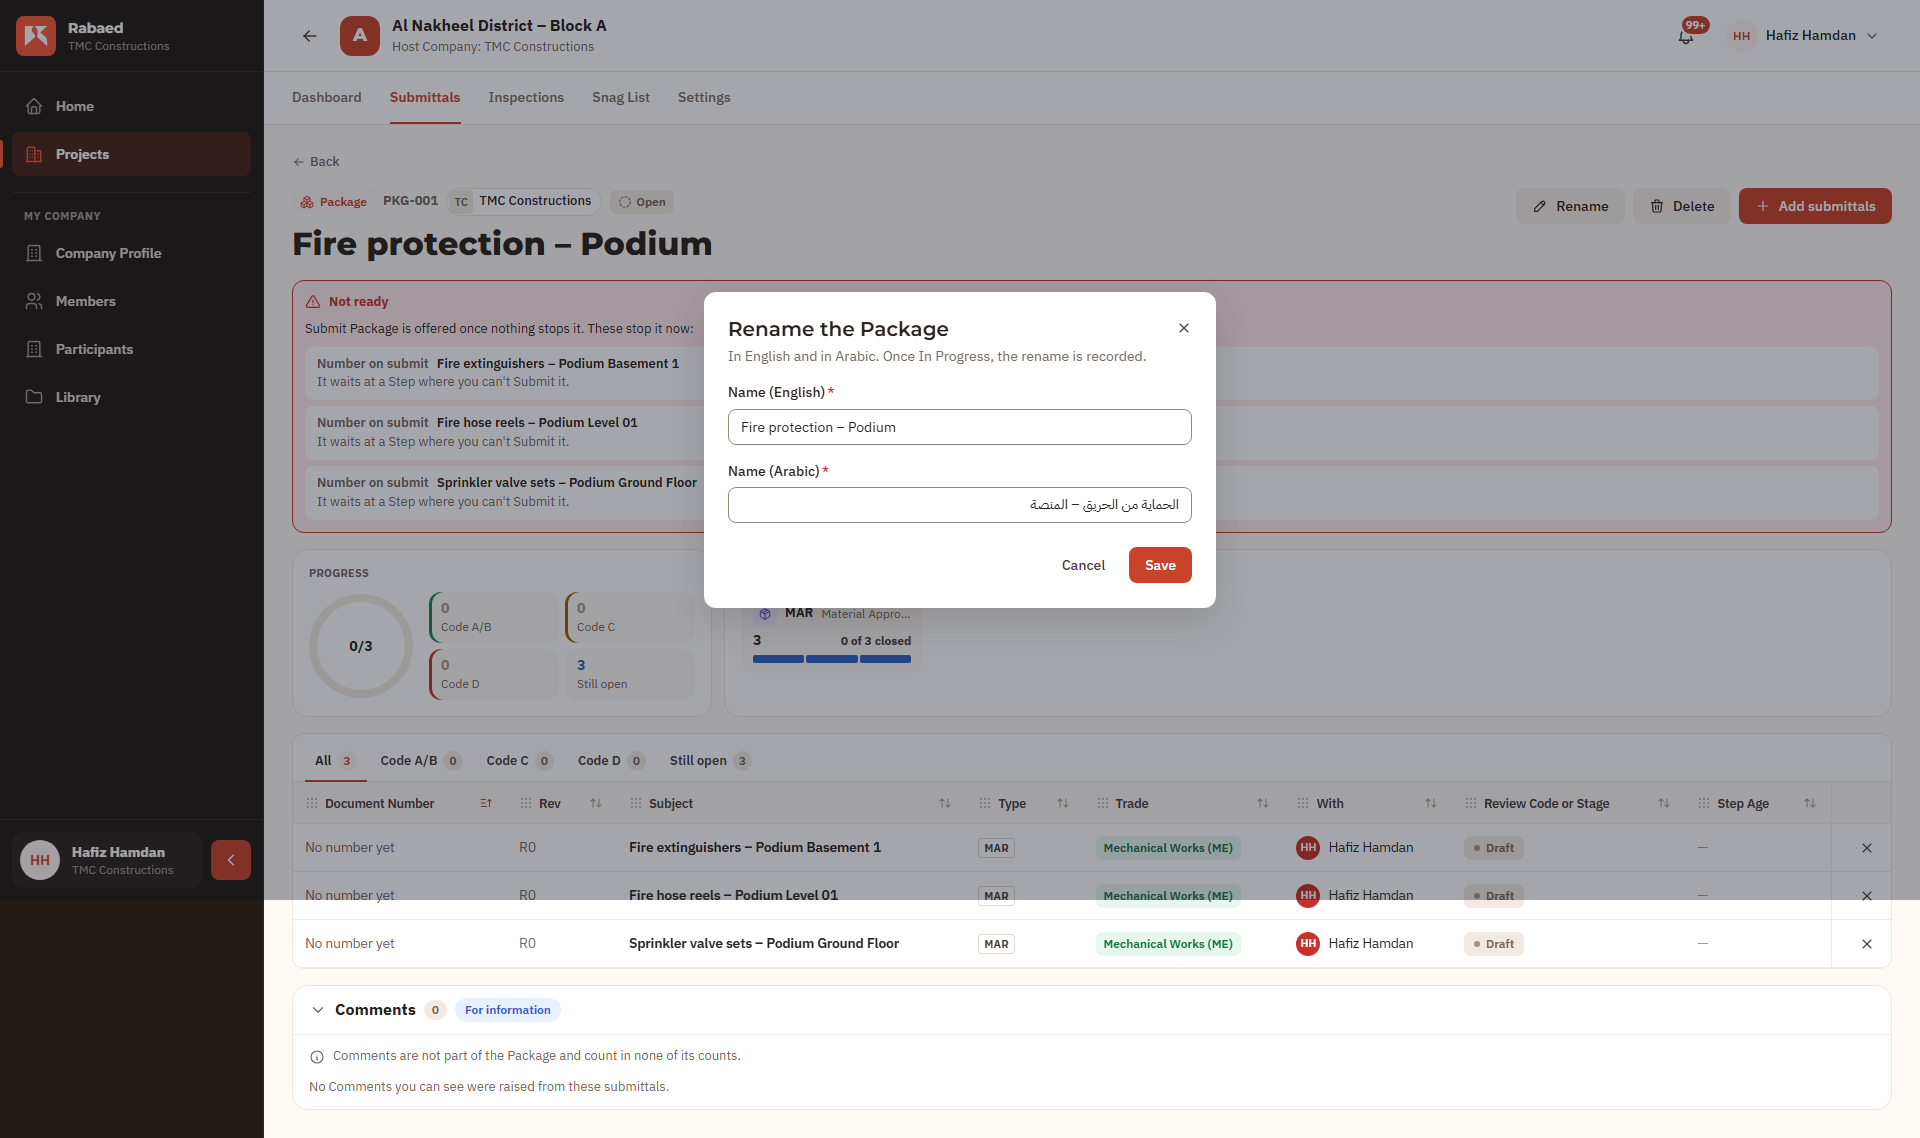 Rabaed
TMC Constructions
Home
Projects
MY COMPANY
Company Profile
Members
Participants
Library
HH
Hafiz Hamdan
TMC Constructions
A
Al Nakheel District – Block A
Host Company: TMC Constructions
99+
HH
Hafiz Hamdan
Dashboard
Submittals
Inspections
Snag List
Settings
Back
Package
PKG-001
TC
TMC Constructions
Open
Rename
Delete
Add submittals
Fire protection – Podium
Not ready
Submit Package is offered once nothing stops it. These stop it now:
Number on submit Fire extinguishers – Podium Basement 1
It waits at a Step where you can't Submit it.
Number on submit Fire hose reels – Podium Level 01
It waits at a Step where you can't Submit it.
Number on submit Sprinkler valve sets – Podium Ground Floor
It waits at a Step where you can't Submit it.
Rename the Package
In English and in Arabic. Once In Progress, the rename is recorded.
Name (English) *
Fire protection – Podium
Name (Arabic) *
الحماية من الحريق – المنصة
Cancel
Save
PROGRESS
0/3
0
Code A/B
0
Code C
0
Code D
3
Still open
MAR Material Appro...
3
0 of 3 closed
All 3
Code A/B 0
Code C 0
Code D 0
Still open 3
Document Number
Rev
Subject
Type
Trade
With
Review Code or Stage
Step Age
No number yet R0 Fire extinguishers – Podium Basement 1 MAR Mechanical Works (ME) HH Hafiz Hamdan Draft —
No number yet R0 Fire hose reels – Podium Level 01 MAR Mechanical Works (ME) HH Hafiz Hamdan Draft —
No number yet R0 Sprinkler valve sets – Podium Ground Floor MAR Mechanical Works (ME) HH Hafiz Hamdan Draft —
Comments 0 For information
Comments are not part of the Package and count in none of its counts.
No Comments you can see were raised from these submittals.